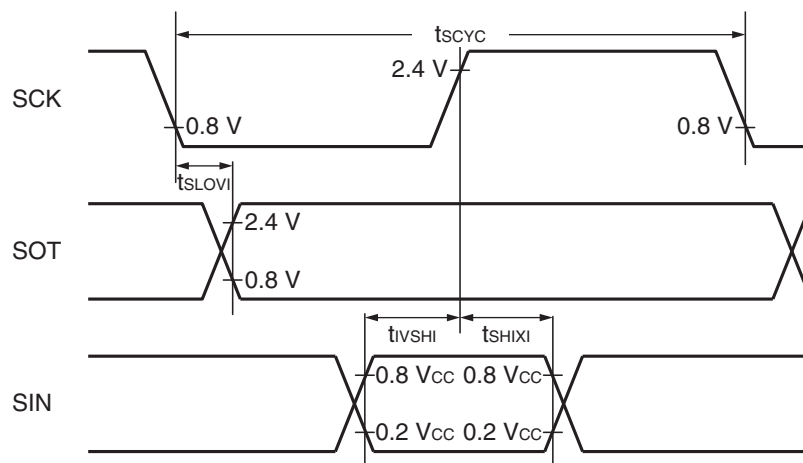 tSCYC
SCK
2.4 V
0.8 V
0.8 V
tSLOVI
SOT
2.4 V
0.8 V
tIVSHI
tSHIXI
SIN
0.8 VCC
0.8 VCC
0.2 VCC
0.2 VCC